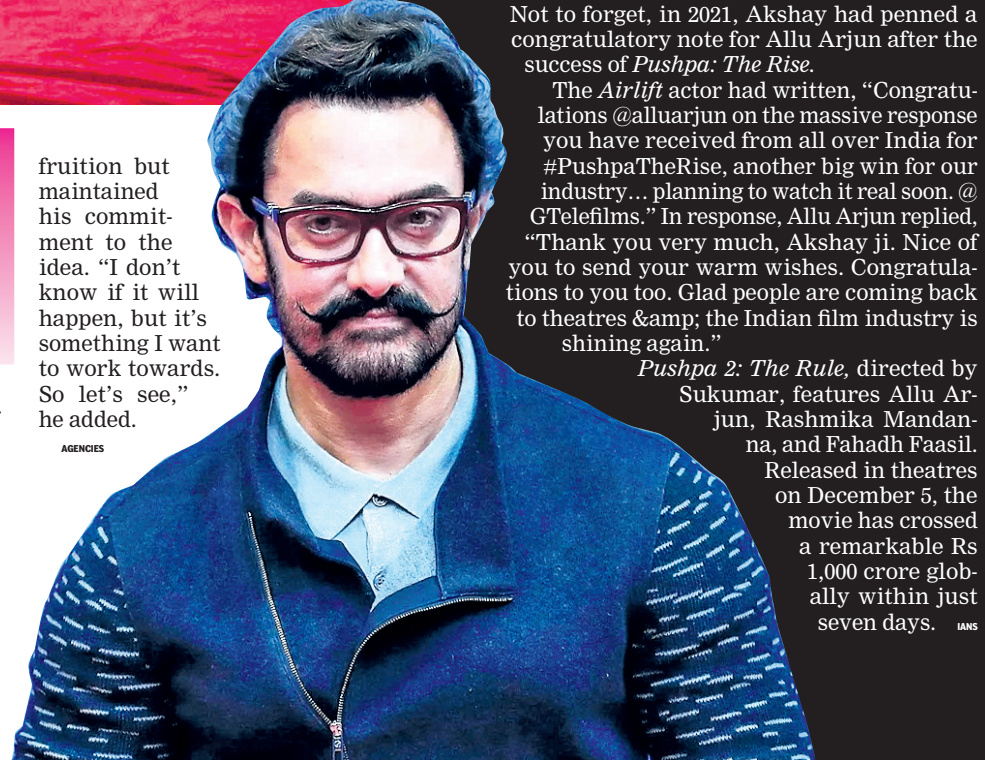 fruition but
maintained
his commit-
ment to the
idea. “I don’t
know if it will
happen, but it’s
something I want
to work towards.
So let’s see,”
he added.
AGENCIES
Not to forget, in 2021, Akshay had penned a
congratulatory note for Allu Arjun after the
success of Pushpa: The Rise.
The Airlift actor had written, “Congratu-
lations @alluarjun on the massive response
you have received from all over India for
#PushpaTheRise, another big win for our
industry… planning to watch it real soon. @
GTelefilms.” In response, Allu Arjun replied,
“Thank you very much, Akshay ji. Nice of
you to send your warm wishes. Congratula-
tions to you too. Glad people are coming back
to theatres &amp; the Indian film industry is
shining again.”
Pushpa 2: The Rule, directed by
Sukumar, features Allu Ar-
jun, Rashmika Mandan-
na, and Fahadh Faasil.
Released in theatres
on December 5, the
movie has crossed
a remarkable Rs
1,000 crore glob-
ally within just
seven days. IANS